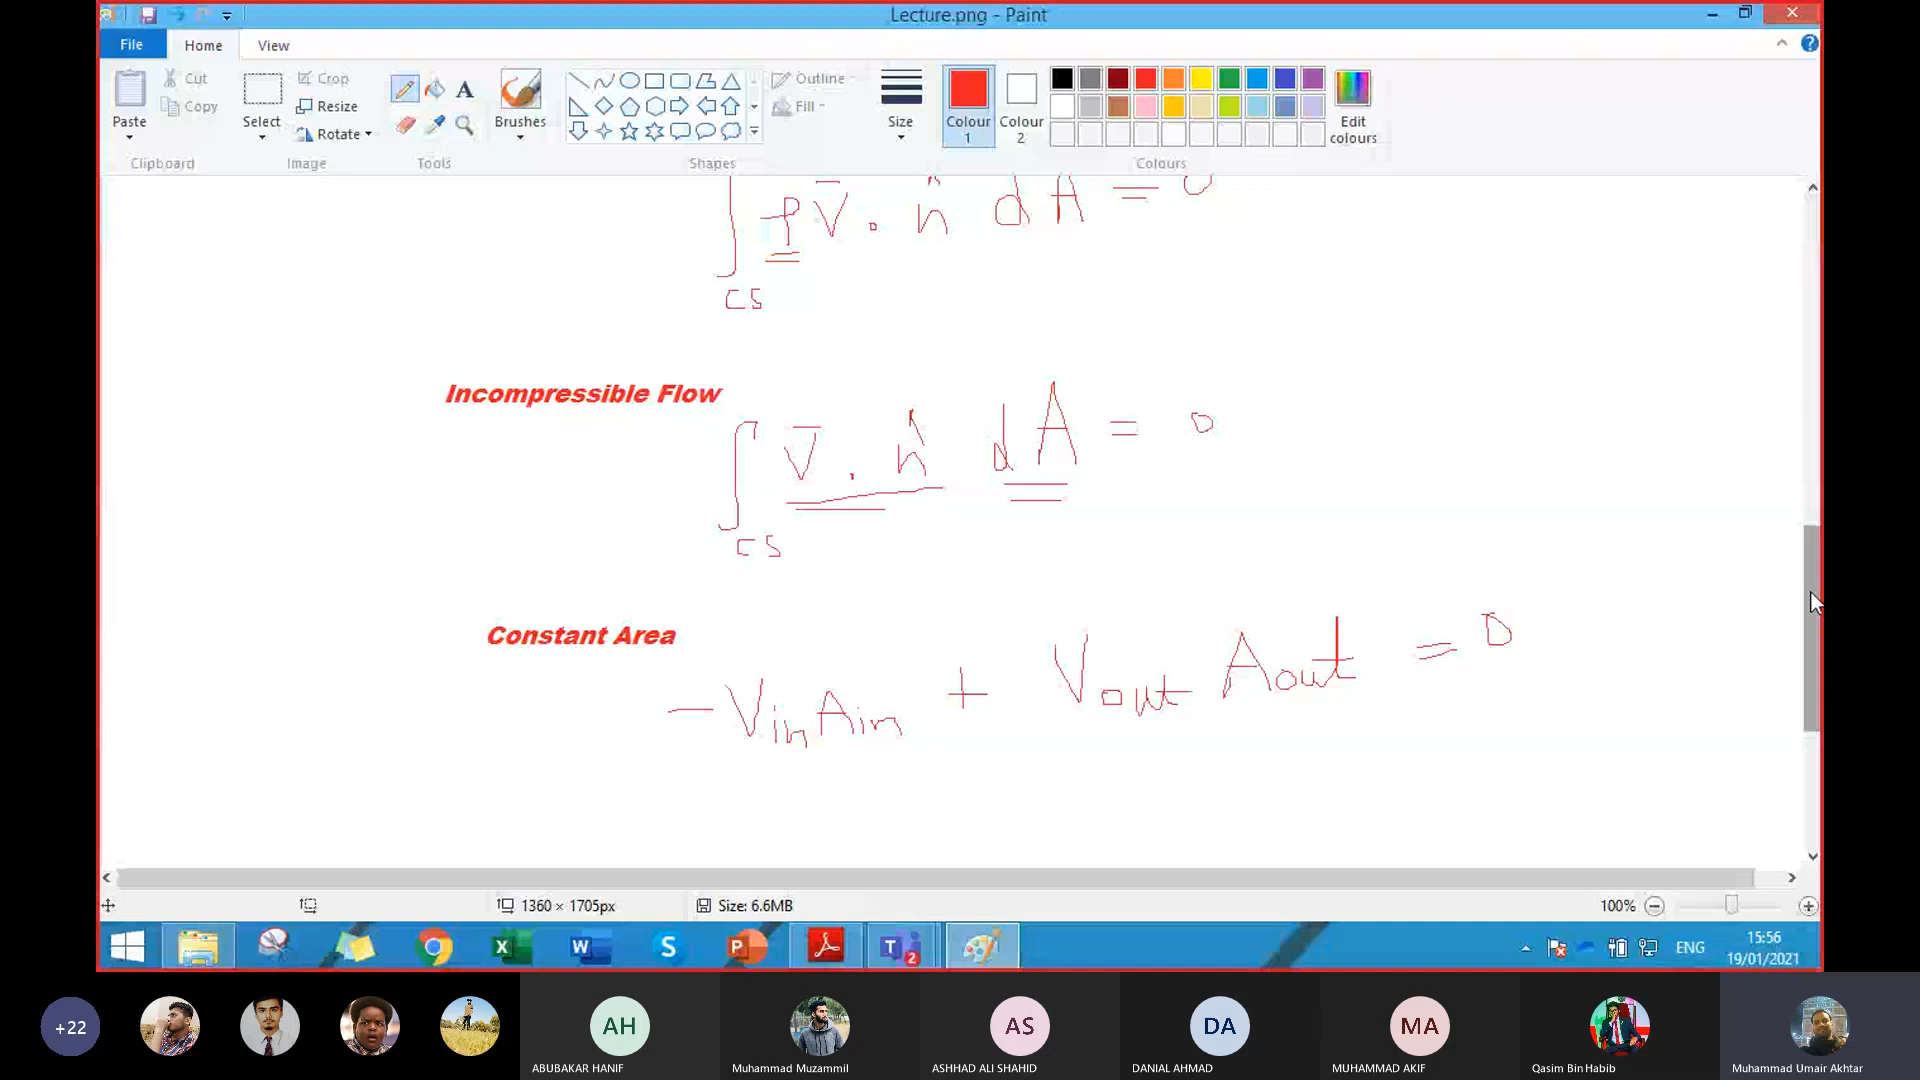 Lecture.png - Paint
File Home View
Paste Cut Copy
Clipboard
Select Crop Resize Rotate
Image
A
Tools
Brushes
Shapes
Outline
Fill
Size
Colour 1
Colour 2
Edit colours
Colours
∫ ρ V̄ . n̂ d A = 0
CS
Incompressible Flow
∫ V̄ . n̂ d A = 0
CS
Constant Area
- Vin Ain + Vout Aout = 0
1360 × 1705px
Size: 6.6MB
100%
2
ENG
15:56
19/01/2021
+22
AH
AS
DA
MA
ABUBAKAR HANIF
Muhammad Muzammil
ASHHAD ALI SHAHID
DANIAL AHMAD
MUHAMMAD AKIF
Qasim Bin Habib
Muhammad Umair Akhtar